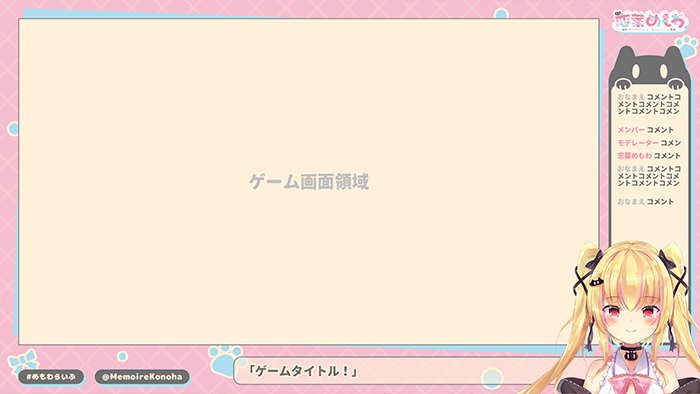 恋葉めもわ
ゲーム画面領域
おなまえ コメントコ
メントコメントコメ
ントコメントコメン
メンバー コメント
モデレーター コメン
恋葉めもわ コメント
おなまえ コメントコ
メントコメントコメ
ントコメントコメン
おなまえ コメント
#めもわらいぶ
@MemoireKonoha
「ゲームタイトル！」